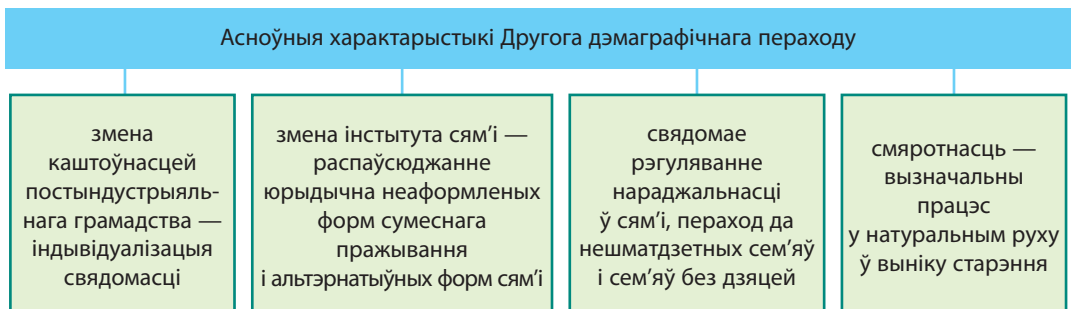 Асноўныя характарыстыкі Другога дэмаграфічнага пераходу
змена
каштоўнасцей
постындустрыяль-
нага грамадства —
індывідуалізацыя
свядомасці
змена інстытута сям’і —
распаўсюджанне
юрыдычна неаформленых
форм сумеснага
пражывання
і альтэрнатыўных форм сям’і
свядомае
рэгуляванне
нараджальнасці
ў сям’і, пераход да
нешматдзетных сем’яў
і сем’яў без дзяцей
смяротнасць —
вызначальны
працэс
у натуральным руху
ў выніку старэння